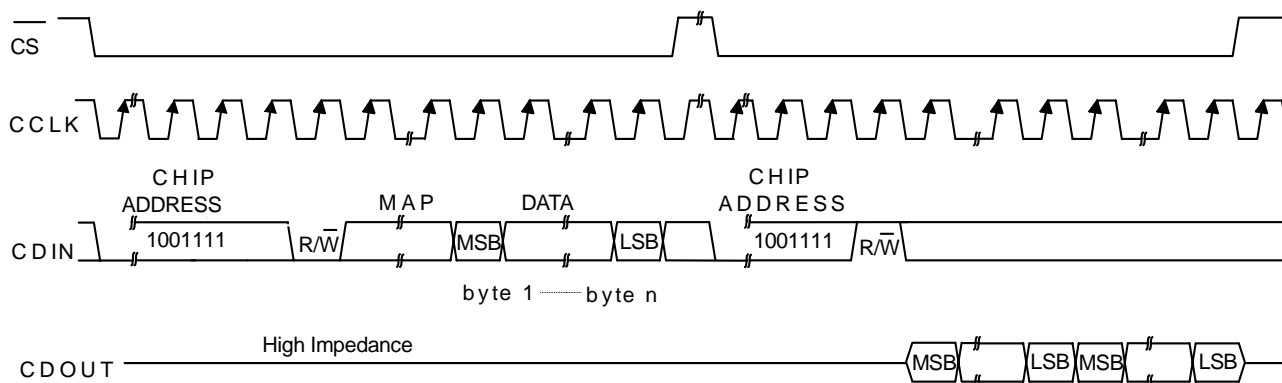 CS
CCLK
CHIP
ADDRESS
MAP
DATA
CHIP
ADDRESS
CDIN
1001111
R/W
MSB
LSB
1001111
R/W
byte 1 byte n
High Impedance
CDOUT
MSB
LSB
MSB
LSB